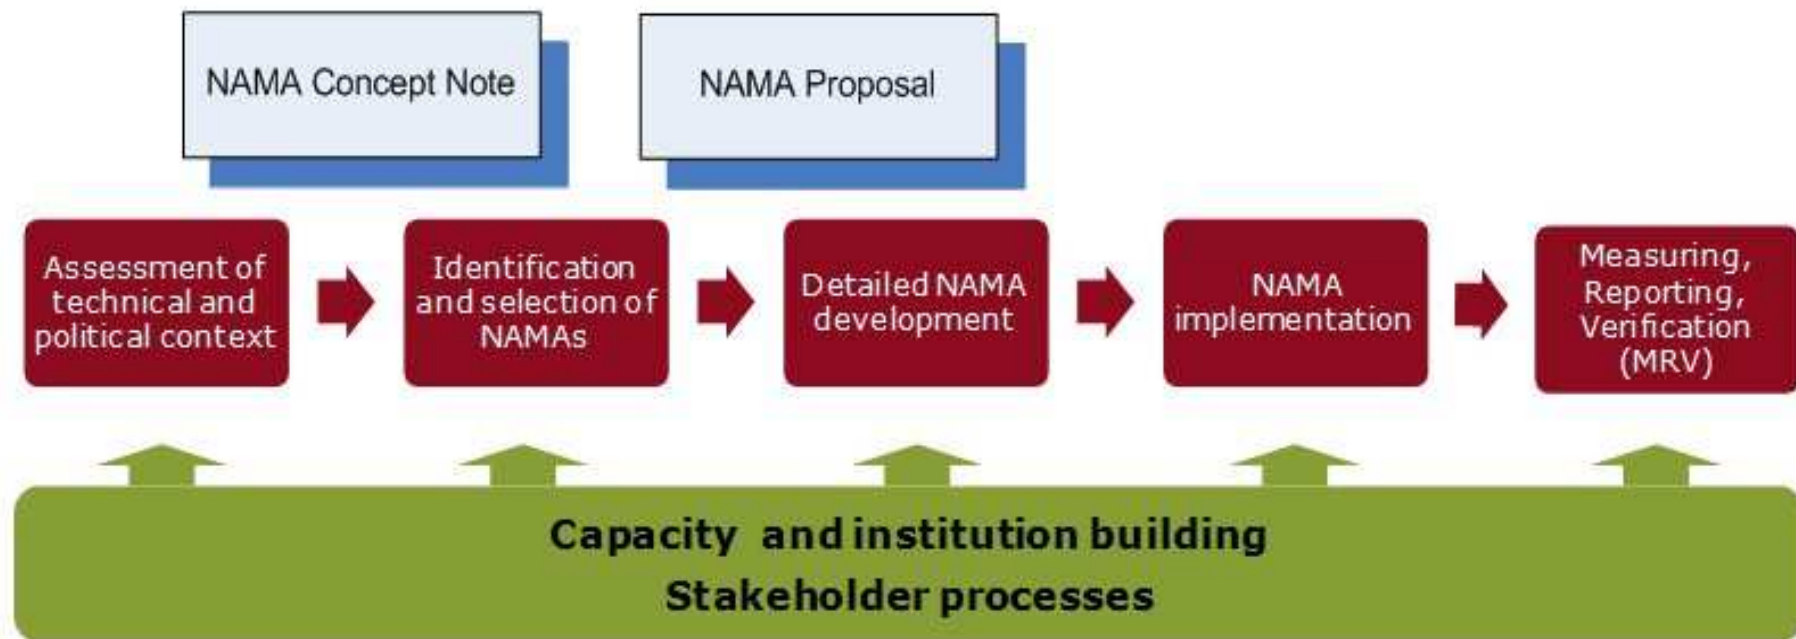 NAMA Concept Note
NAMA Proposal
Assessment of
technical and
political context
Identification
and selection of
NAMAs
Detailed NAMA
development
NAMA
implementation
Measuring,
Reporting,
Verification
(MRV)
Capacity and institution building
Stakeholder processes